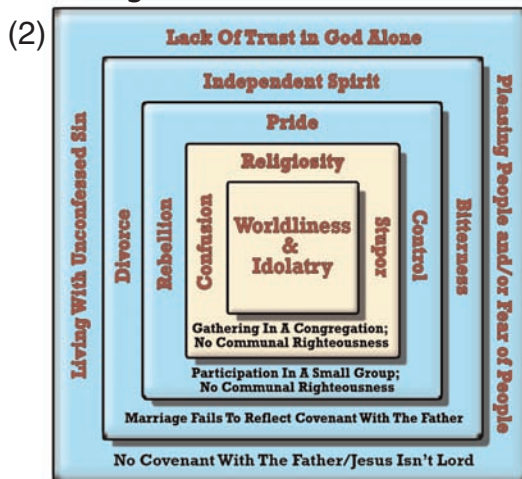 (2)
Lack Of Trust in God Alone
Independent Spirit
Pride
Religiosity
Living With Unconfessed Sin
Divorce
Rebellion
Confusion
Worldliness
&
Idolatry
Stupor
Control
Bitterness
Pleasing People and/or Fear of People
Gathering In A Congregation;
No Communal Righteousness
Participation In A Small Group;
No Communal Righteousness
Marriage Fails To Reflect Covenant With The Father
No Covenant With The Father/Jesus Isn't Lord